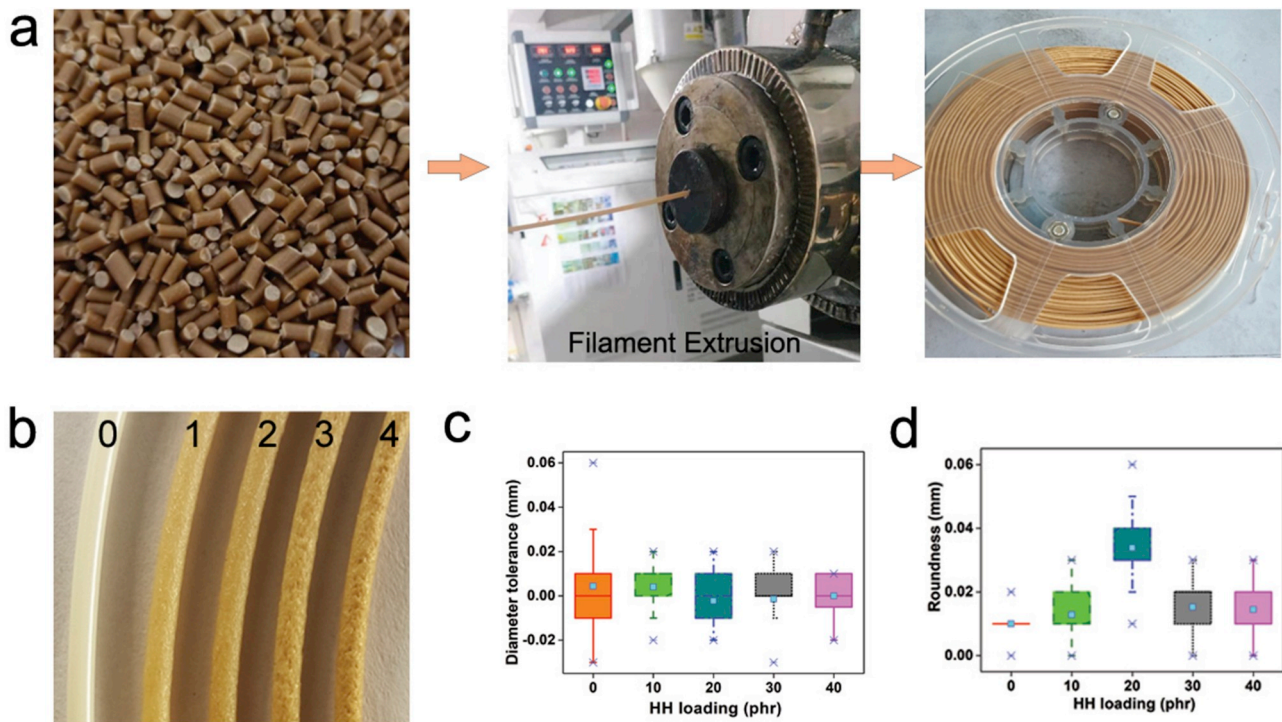 a
Filament Extrusion
b
0 1 2 3 4
c
Diameter tolerance (mm)
0.06
0.04
0.02
0.00
-0.02
0 10 20 30 40
HH loading (phr)
d
Roundness (mm)
0.06
0.04
0.02
0.00
0 10 20 30 40
HH loading (phr)